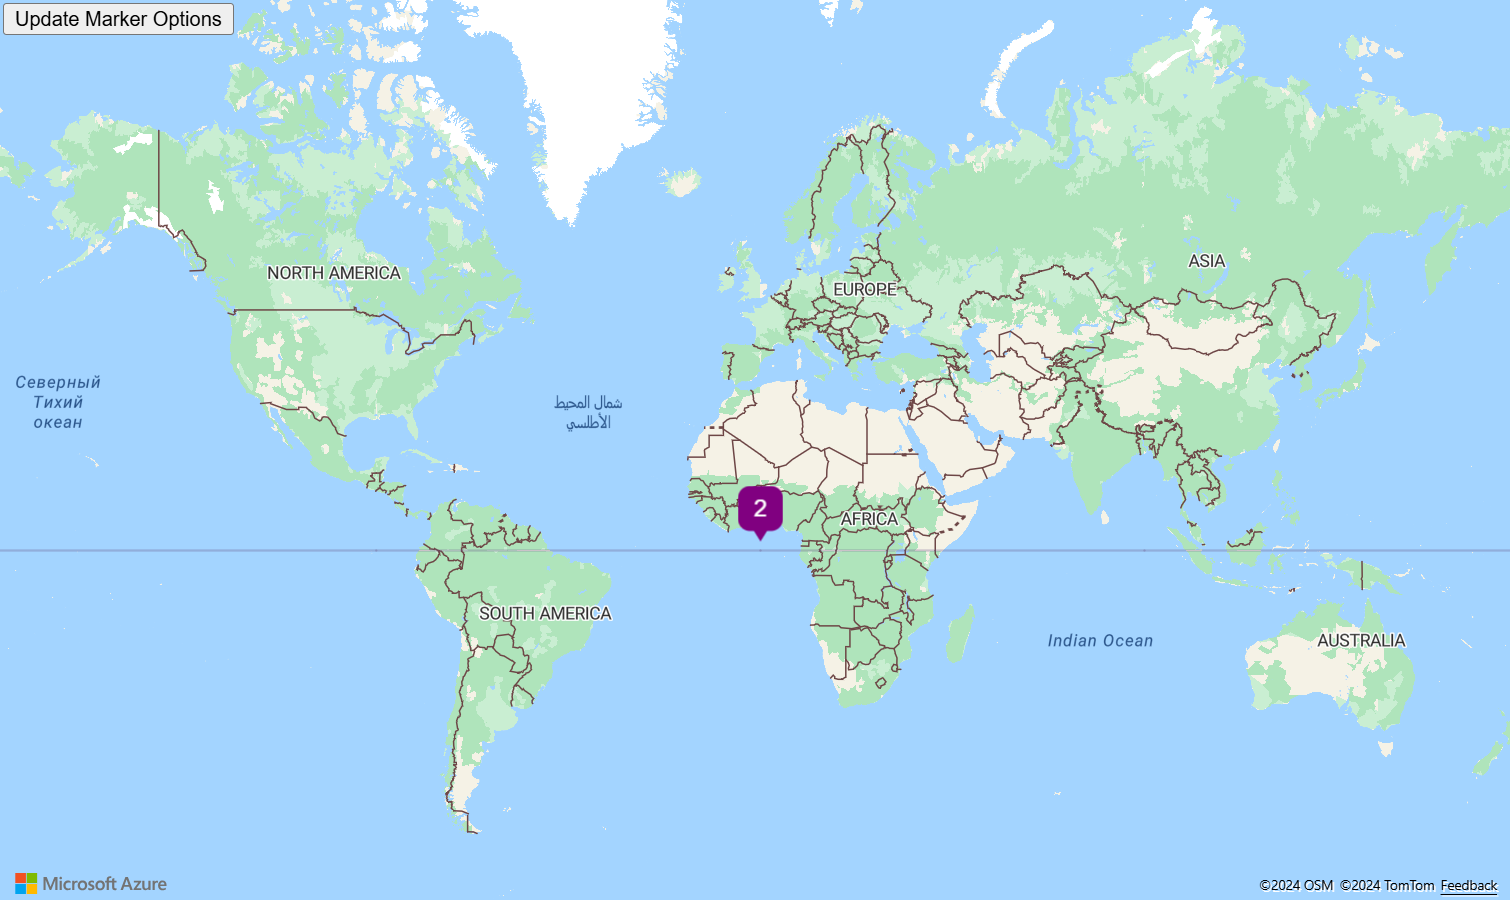 Update Marker Options
NORTH AMERICA
ASIA
EUROPE
Северный
Тихий
океан
شمال المحيط
الأطلسي
2
AFRICA
SOUTH AMERICA
Indian Ocean
AUSTRALIA
Microsoft Azure
©2024 OSM ©2024 TomTom Feedback